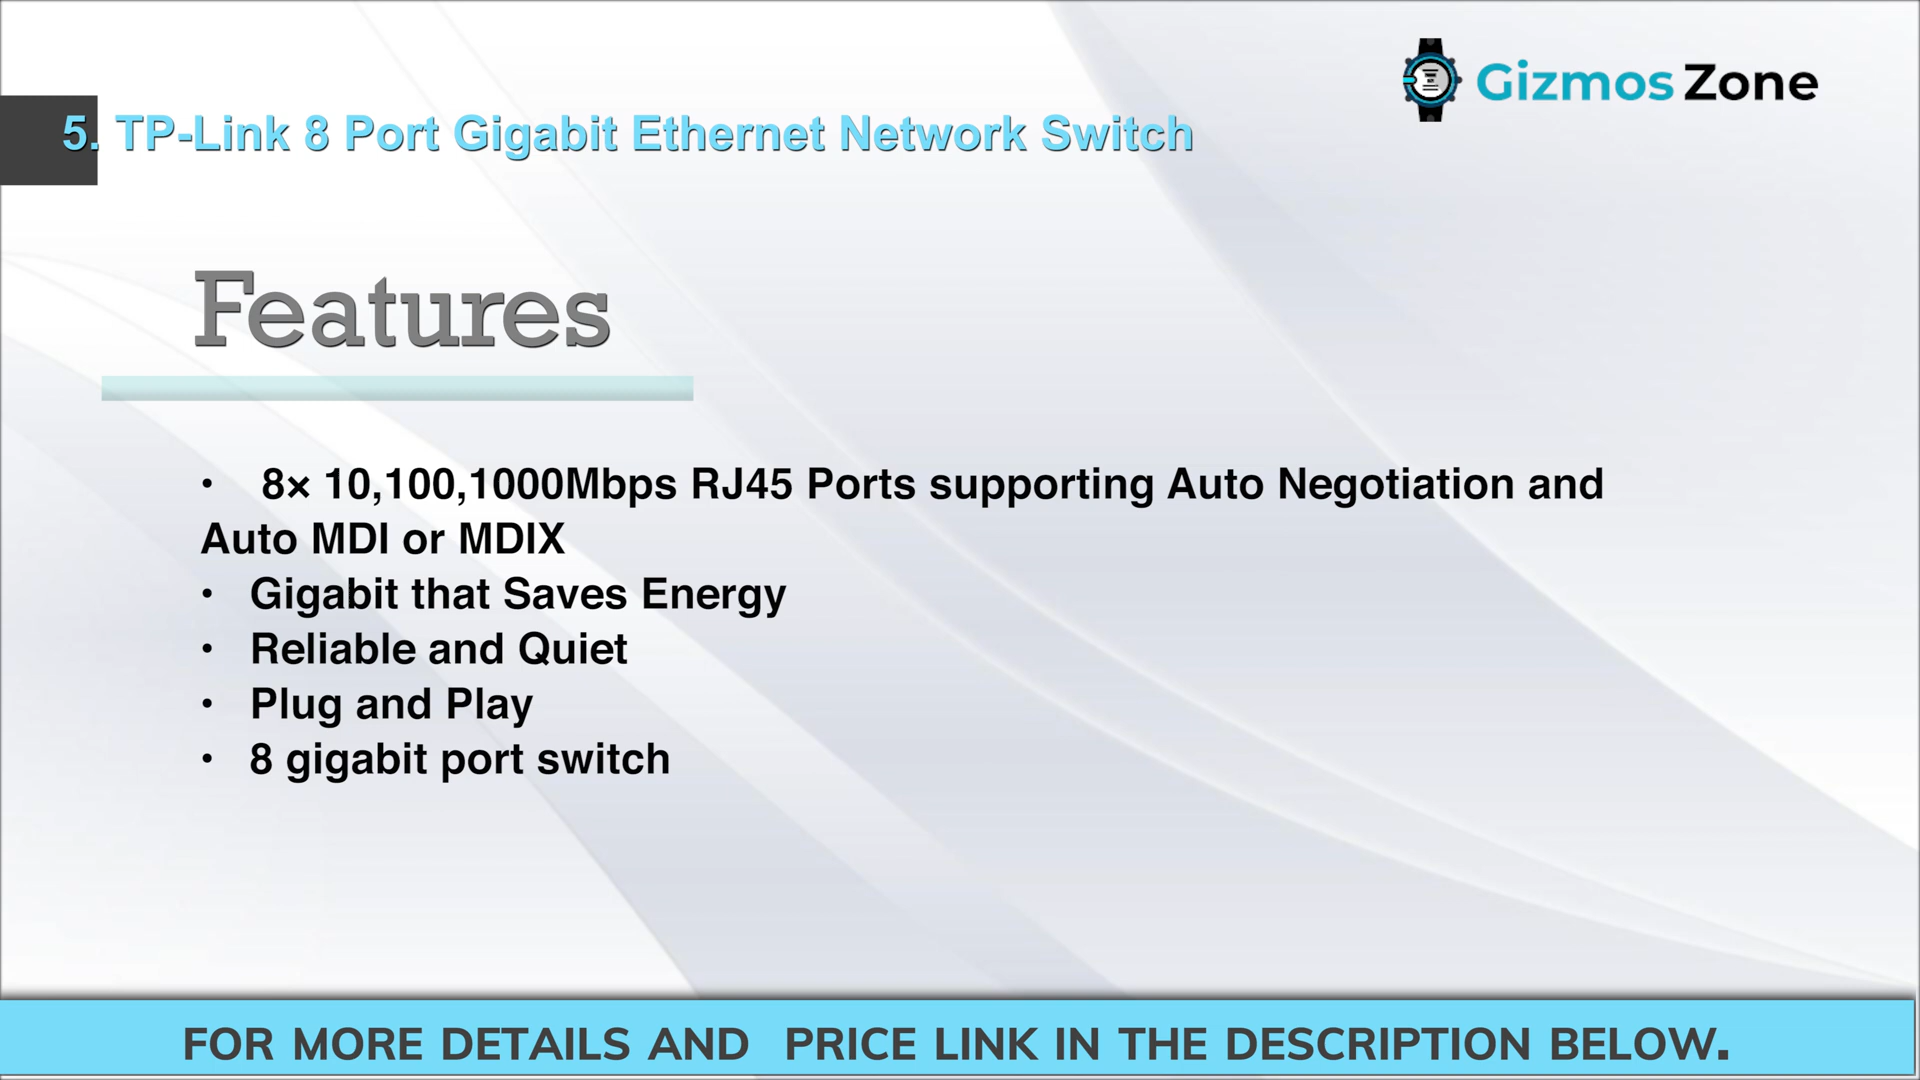 Gizmos Zone
5. TP-Link 8 Port Gigabit Ethernet Network Switch
Features
• 8× 10,100,1000Mbps RJ45 Ports supporting Auto Negotiation and
Auto MDI or MDIX
• Gigabit that Saves Energy
• Reliable and Quiet
• Plug and Play
• 8 gigabit port switch
FOR MORE DETAILS AND PRICE LINK IN THE DESCRIPTION BELOW.